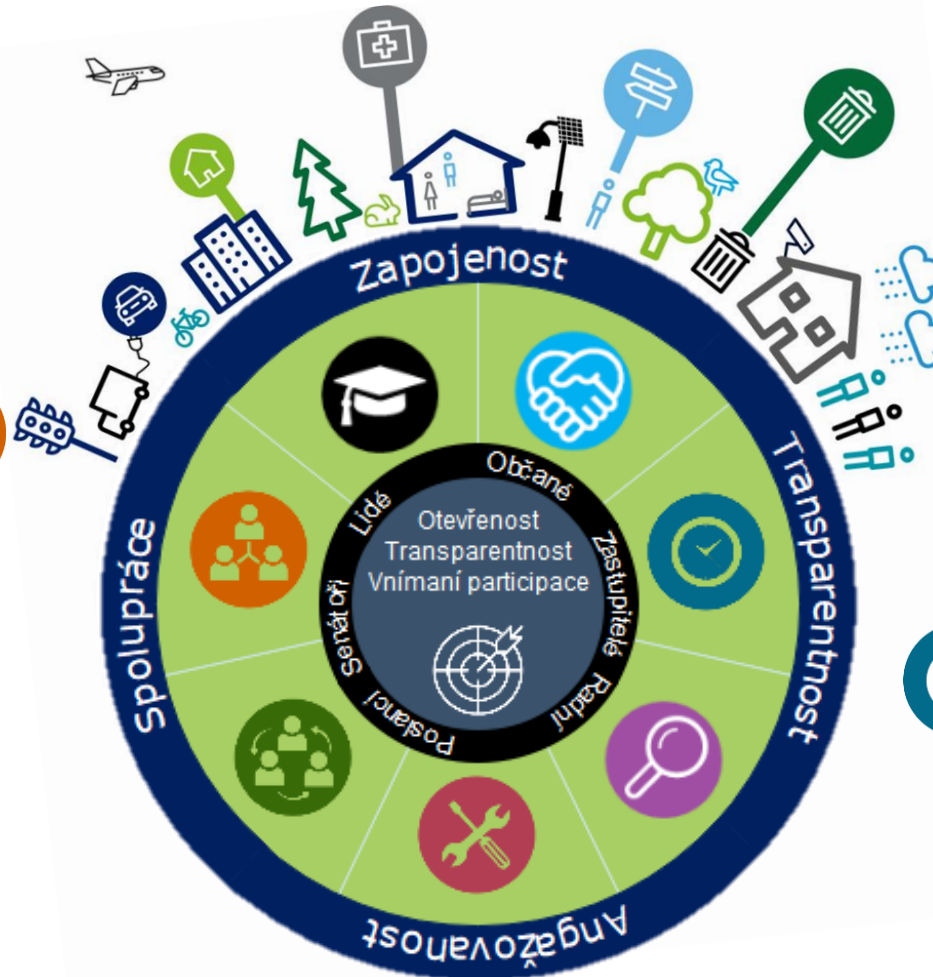 Zapojenost
Transparentnost
Angažovanost
Spolupráce
Občané
Zastupitelé
Radní
Poslanci
Senátoři
Lidé
Otevřenost
Transparentnost
Vnímaní participace